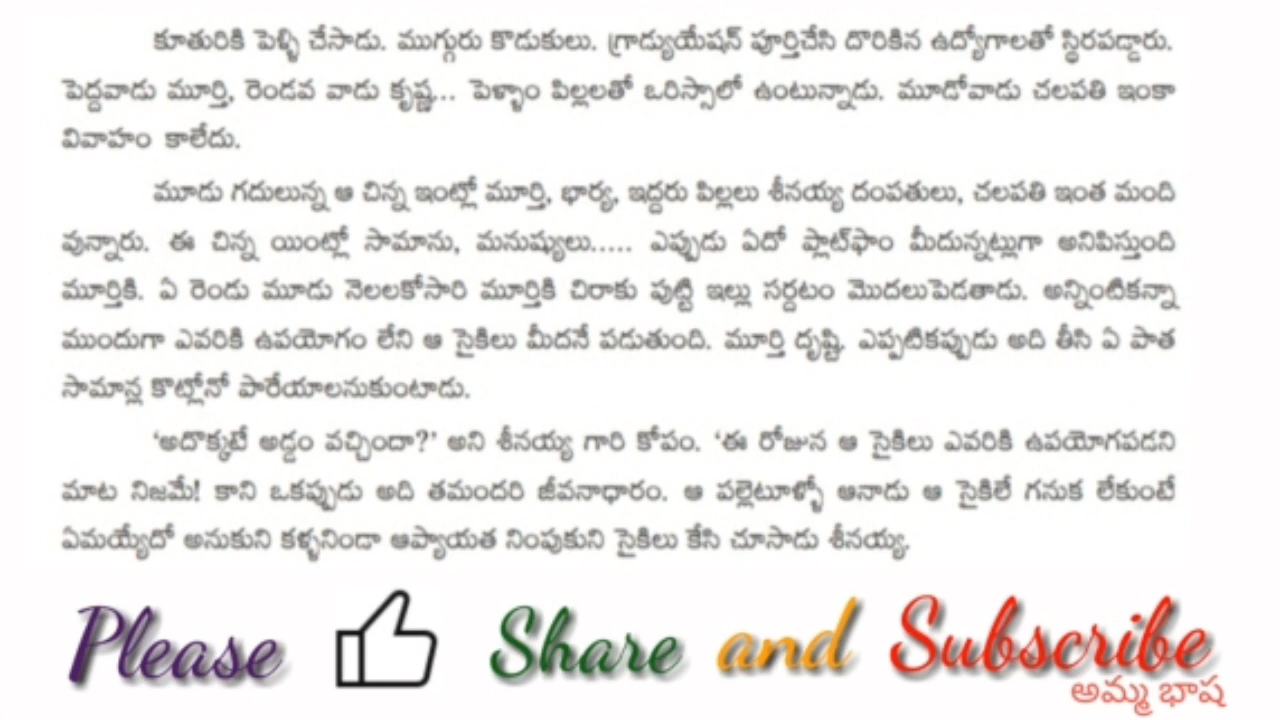 కూతురికి పెళ్ళి చేసాడు. ముగ్గురు కొడుకులు. గ్రాడ్యుయేషన్ పూర్తిచేసి దొరికిన ఉద్యోగాలతో స్థిరపడ్డారు.
పెద్దవాడు మూర్తి, రెండవ వాడు కృష్ణ... పెళ్ళాం పిల్లలతో ఒరిస్సాలో ఉంటున్నాడు. మూడోవాడు చలపతి ఇంకా
వివాహం కాలేదు.
మూడు గదులున్న ఆ చిన్న ఇంట్లో మూర్తి, భార్య, ఇద్దరు పిల్లలు శీనయ్య దంపతులు, చలపతి ఇంత మంది
వున్నారు. ఈ చిన్న యింట్లో సామాను, మనుష్యులు..... ఎప్పుడు ఏదో ప్లాట్‌ఫాం మీదున్నట్లుగా అనిపిస్తుంది
మూర్తికి. ఏ రెండు మూడు నెలలకోసారి మూర్తికి చిరాకు పుట్టి ఇల్లు సర్దటం మొదలుపెడతాడు. అన్నింటికన్నా
ముందుగా ఎవరికి ఉపయోగం లేని ఆ సైకిలు మీదనే పడుతుంది. మూర్తి దృష్టి. ఎప్పటికప్పుడు అది తీసి ఏ పాత
సామాన్ల కొట్లోనో పారేయాలనుకుంటాడు.
‘అదొక్కటే అడ్డం వచ్చిందా?’ అని శీనయ్య గారి కోపం. ‘ఈ రోజున ఆ సైకిలు ఎవరికి ఉపయోగపడని
మాట నిజమే! కాని ఒకప్పుడు అది తమందరి జీవనాధారం. ఆ పల్లెటూళ్ళో ఆనాడు ఆ సైకిలే గనుక లేకుంటే
ఏమయ్యేదో అనుకుని కళ్ళనిండా ఆప్యాయత నింపుకుని సైకిలు కేసి చూసాడు శీనయ్య.
Please Share and Subscribe
అమ్మ భాష